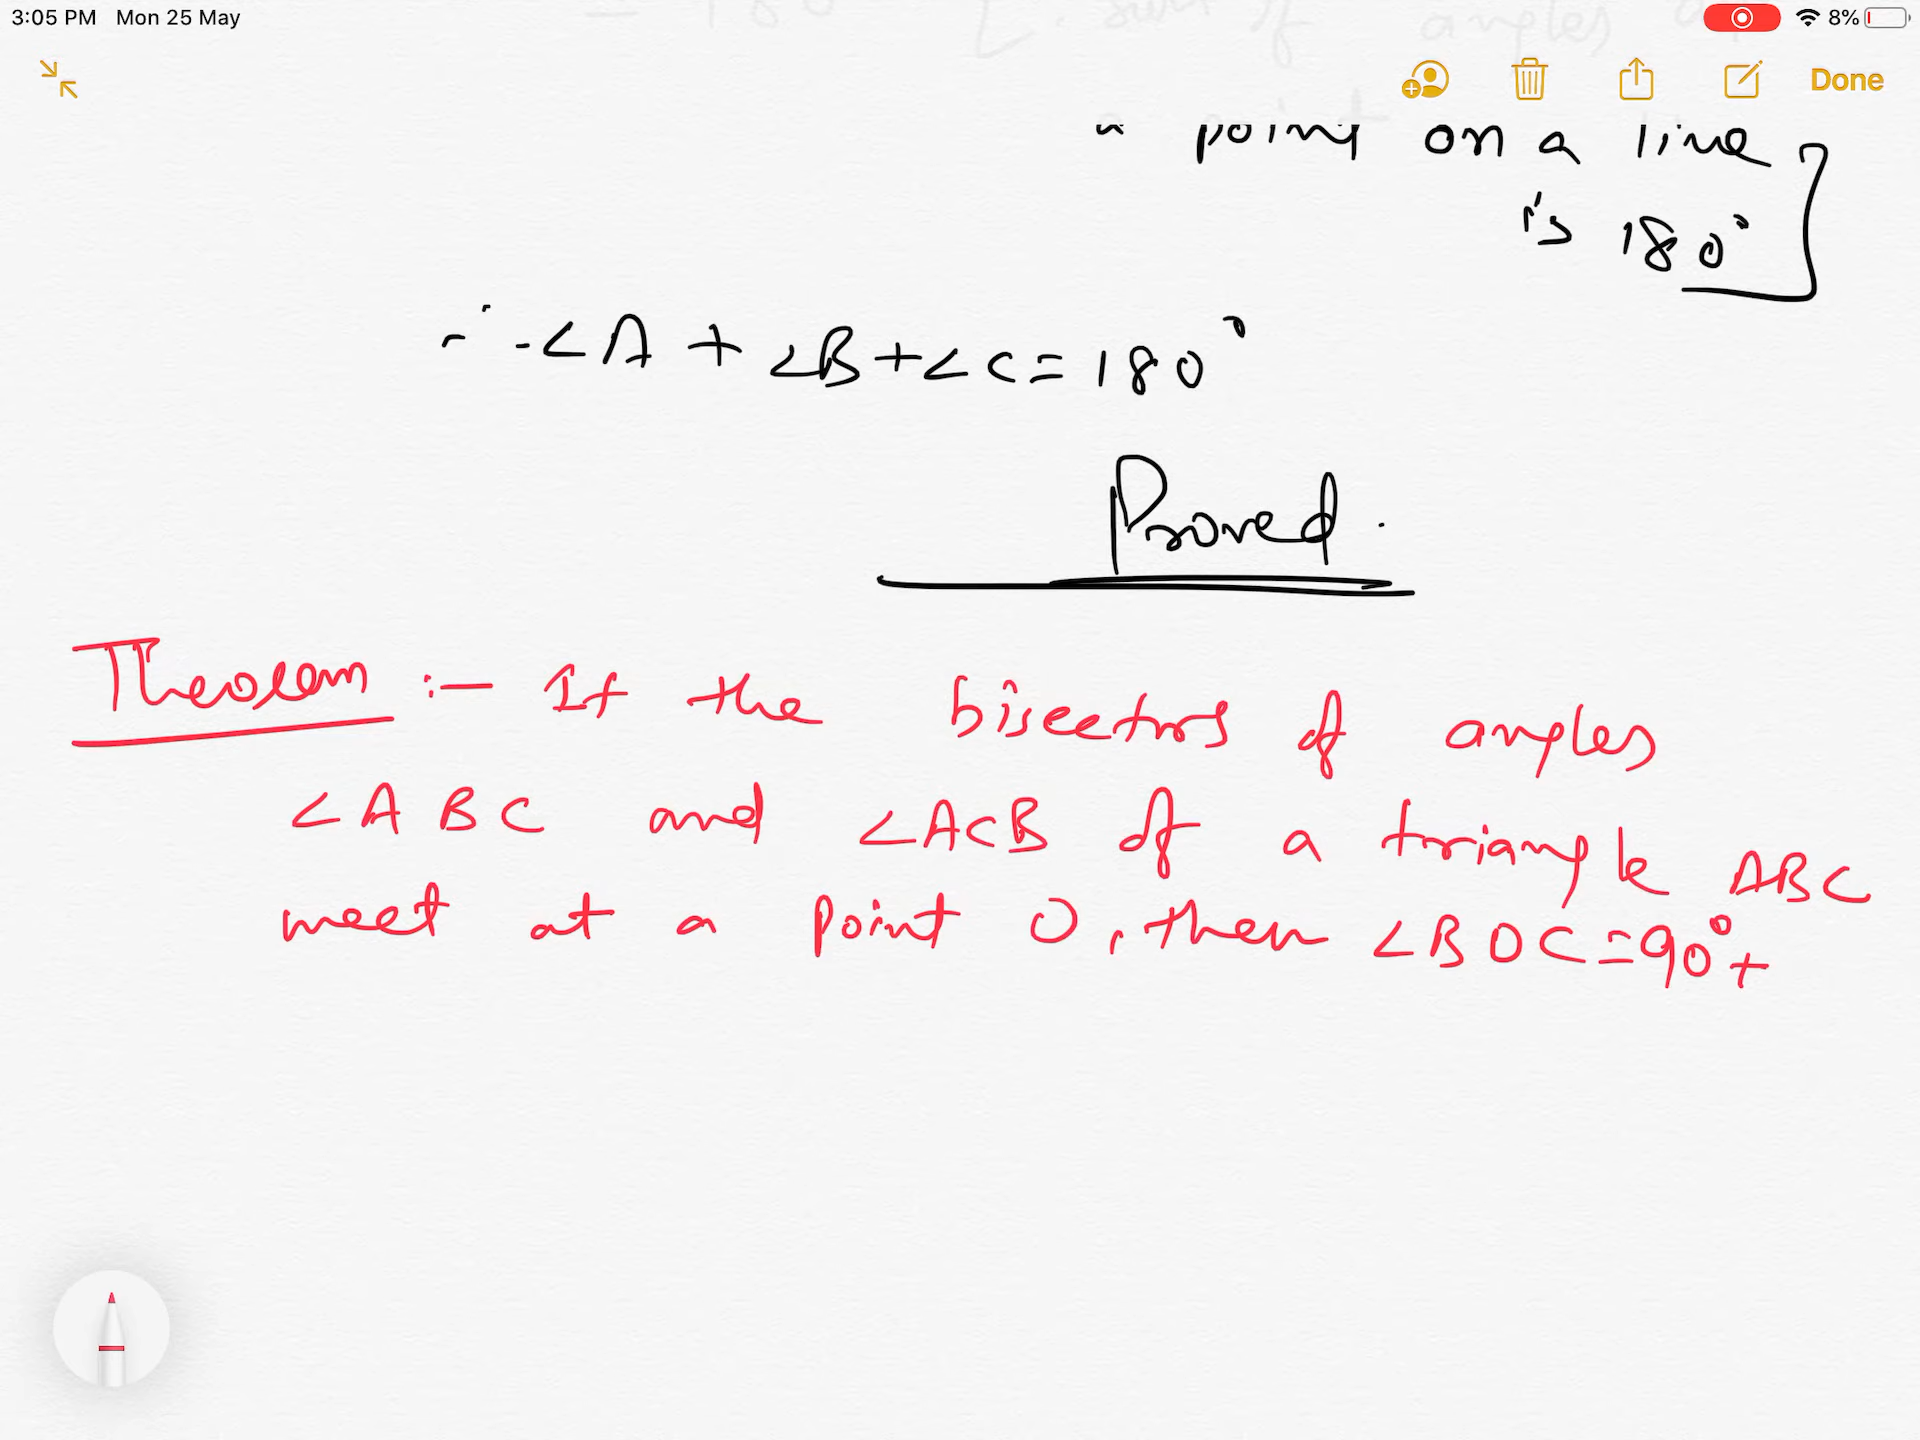 3:05 PM Mon 25 May
8%
Done
a point on a line
is 180°
∴ ∠A + ∠B + ∠C = 180°
Proved.
Theorem :- If the bisectors of angles
∠ABC and ∠ACB of a triangle ABC
meet at a point O, then ∠BOC = 90° +